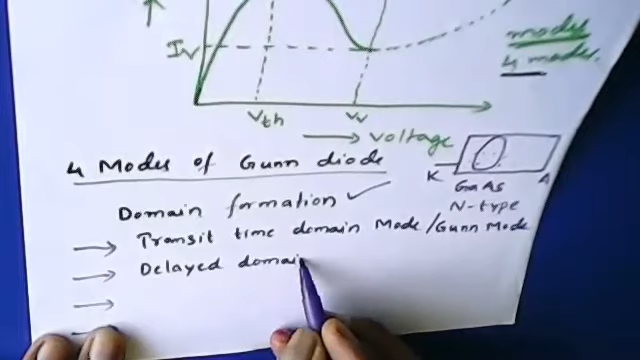 modes
4 modes.
Iv
Vth
Vv
voltage
4 Modes of Gunn diode
K
A
GaAs
N-type
Domain formation
Transit time domain Mode/Gunn Mode
Delayed domai